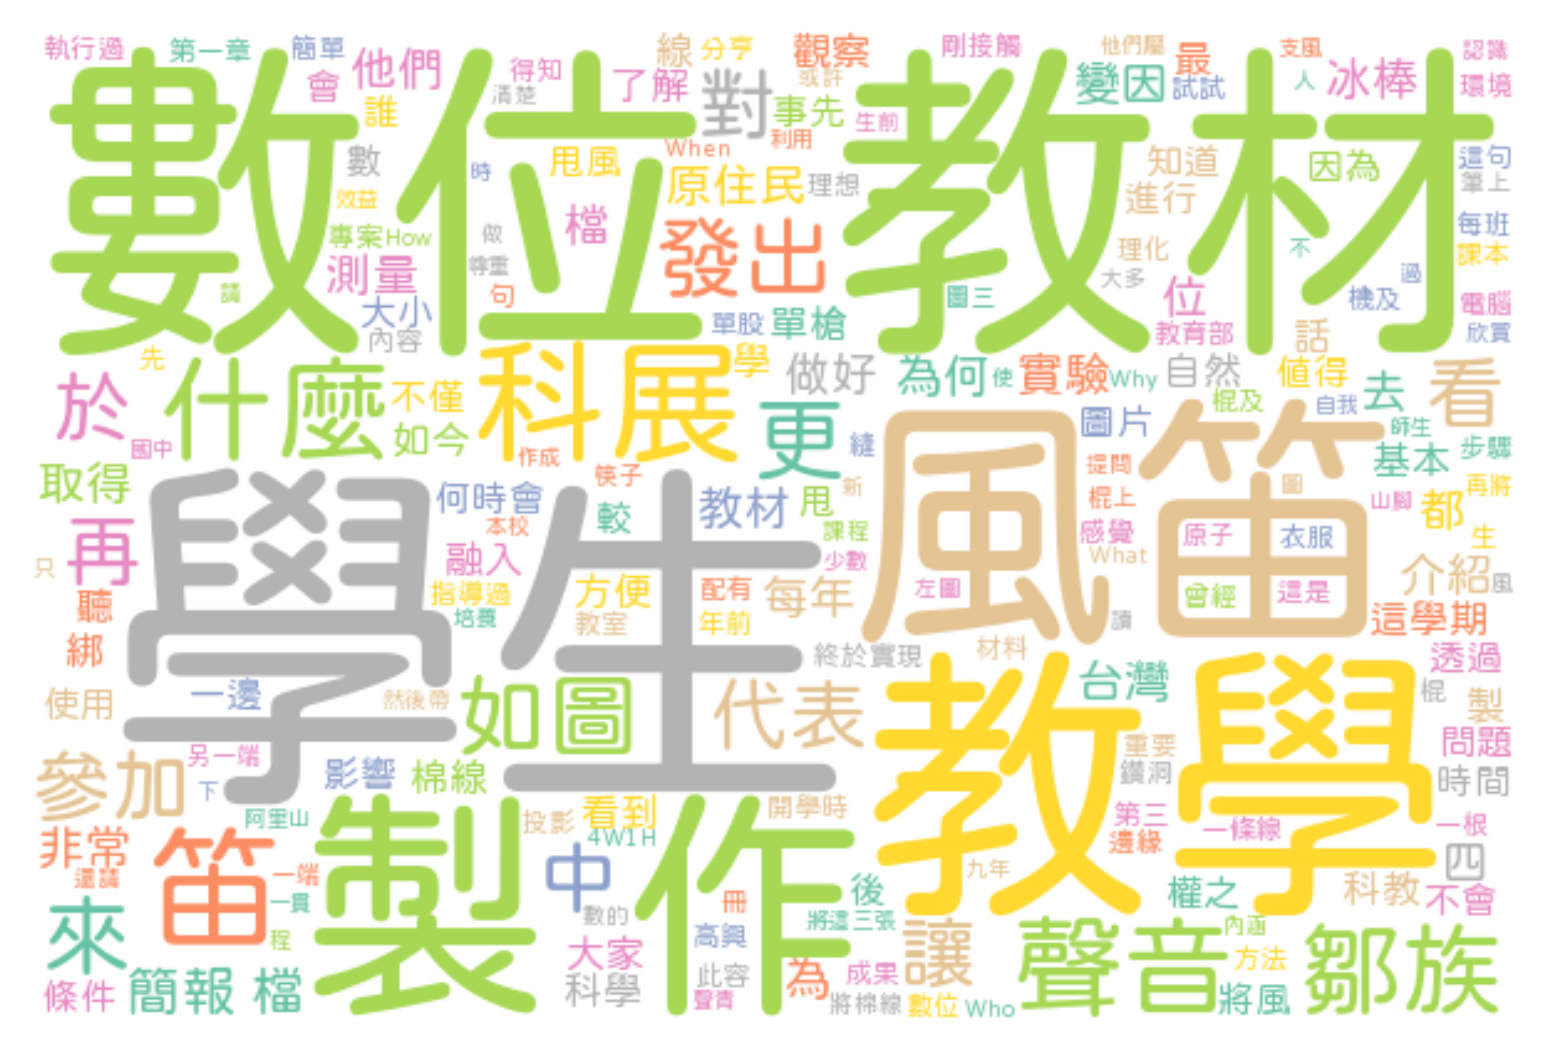 執行過 第一章 簡單 他們 得知 線 分享 觀察 剛接觸 他們屬 最 支風 認識
會 清楚 了解 對 或許 變因 試試 人 冰棒 環境
數位教材
誰 事先 生前
數 時 甩風 When 利用 知道 因為 這句
效益 原住民 理想 進行 筆上
專案 How 做 檔 發出 理化 不 每班
測量 尊重 大多 過 課本
請 句 圖三 位 機及 電腦
大小 單股 單槍 教育部 話 欣賞
內容
先 什麼 科展 學 做好 為何 使 實驗 Why 自然 值得 去 看
於 不僅 更 圖片 棍及 自我 師生
國中 如今 作成 縫 基本 步驟
取得 何時會 筷子 教材 甩 新 風笛 提問 圖 山腳 再將
再 學生 本校 較 課程 棍上 都
融入 少數 感覺 原子 衣服 生
只 What
聽 指導過 方便 配有 每年 左圖 曾經 這是 介紹 風
培養 教室 年前 讀 這學期
綁 終於實現 材料 透過
使用 一邊 然後帶 如圖 代表 教學 台灣 棍 製
另一端 重要 問題
參加 下 影響 棉線 鑽洞 時間
阿里山 投影 看到 開學時 第三 一條線 一根
非常 笛 製作 4W1H 邊緣 四
還請 一端 中 九年
來 一貫 冊 後 權之 科教 不會
程 數的 高興 將這三張 讓 聲音 內涵 鄒族
大家 方法
條件 簡報 檔 科學 此容 為 成果 將風
聲青 將棉線 數位 Who